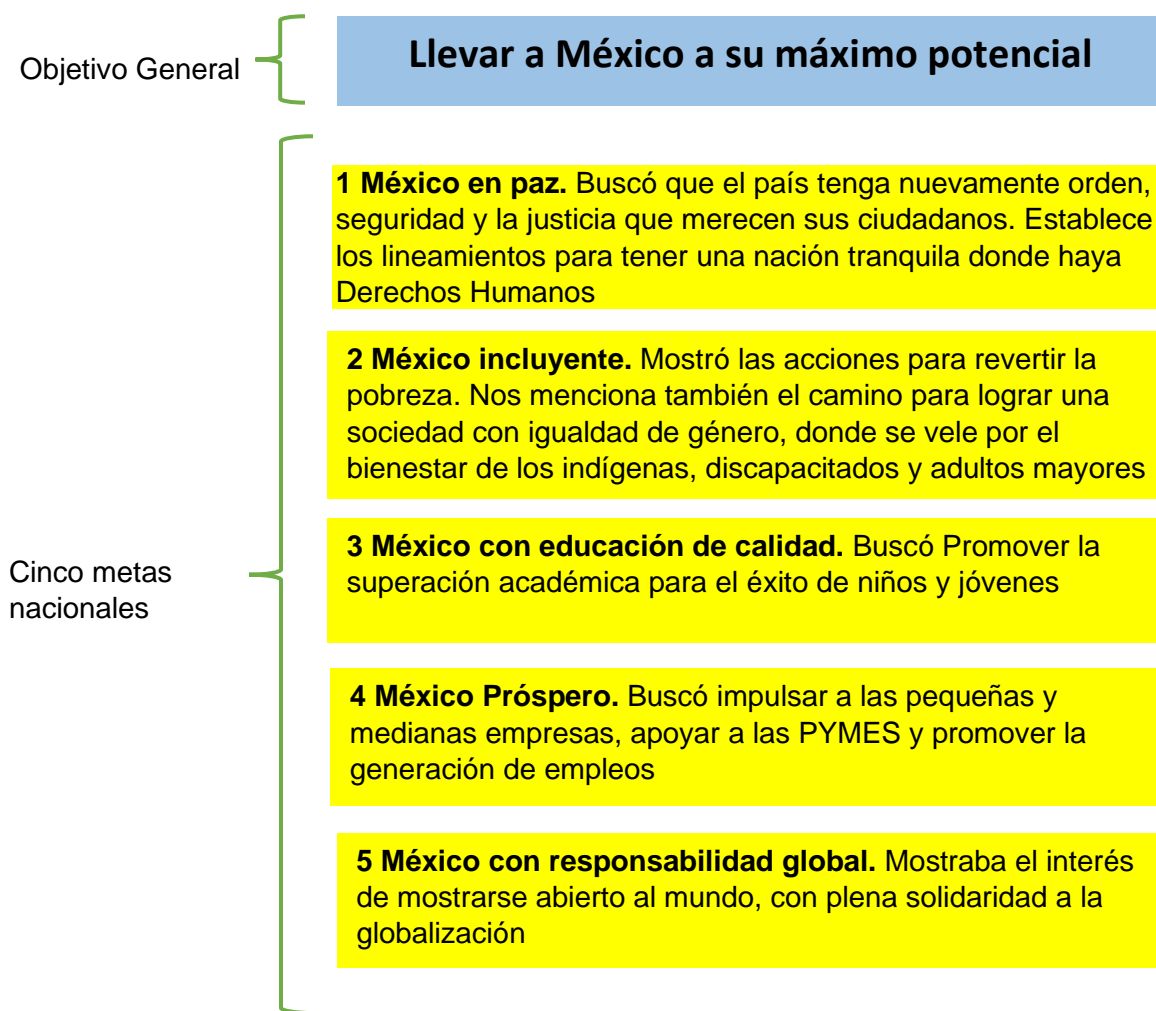 Objetivo General
Llevar a México a su máximo potencial
1 México en paz. Buscó que el país tenga nuevamente orden,
seguridad y la justicia que merecen sus ciudadanos. Establece
los lineamientos para tener una nación tranquila donde haya
Derechos Humanos
2 México incluyente. Mostró las acciones para revertir la
pobreza. Nos menciona también el camino para lograr una
sociedad con igualdad de género, donde se vele por el
bienestar de los indígenas, discapacitados y adultos mayores
Cinco metas
nacionales
3 México con educación de calidad. Buscó Promover la
superación académica para el éxito de niños y jóvenes
4 México Próspero. Buscó impulsar a las pequeñas y
medianas empresas, apoyar a las PYMES y promover la
generación de empleos
5 México con responsabilidad global. Mostraba el interés
de mostrarse abierto al mundo, con plena solidaridad a la
globalización